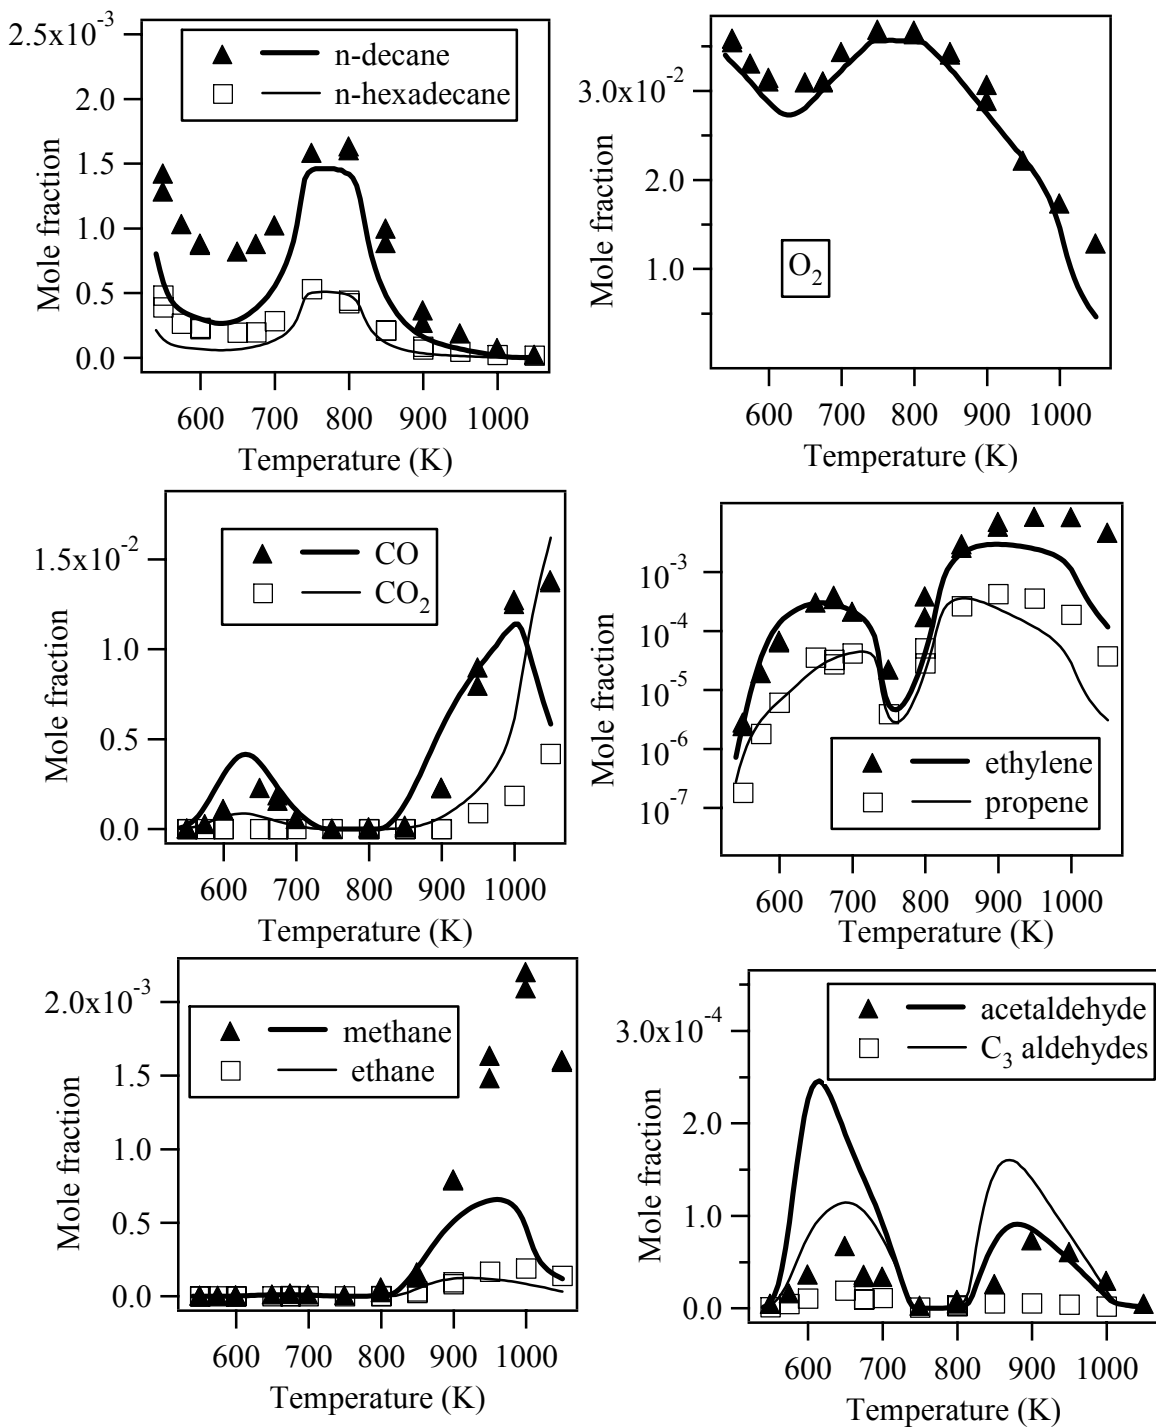 2.5x10⁻³
2.0
1.5
1.0
0.5
0.0
Mole fraction
n-decane
n-hexadecane
600 700 800 900 1000
Temperature (K)
3.0x10⁻²
2.0
1.0
Mole fraction
O₂
600 700 800 900 1000
Temperature (K)
1.5x10⁻²
1.0
0.5
0.0
Mole fraction
CO
CO₂
600 700 800 900 1000
Temperature (K)
10⁻³
10⁻⁴
10⁻⁵
10⁻⁶
10⁻⁷
Mole fraction
ethylene
propene
600 700 800 900 1000
Temperature (K)
2.0x10⁻³
1.5
1.0
0.5
0.0
Mole fraction
methane
ethane
600 700 800 900 1000
Temperature (K)
3.0x10⁻⁴
2.0
1.0
0.0
Mole fraction
acetaldehyde
C₃ aldehydes
600 700 800 900 1000
Temperature (K)